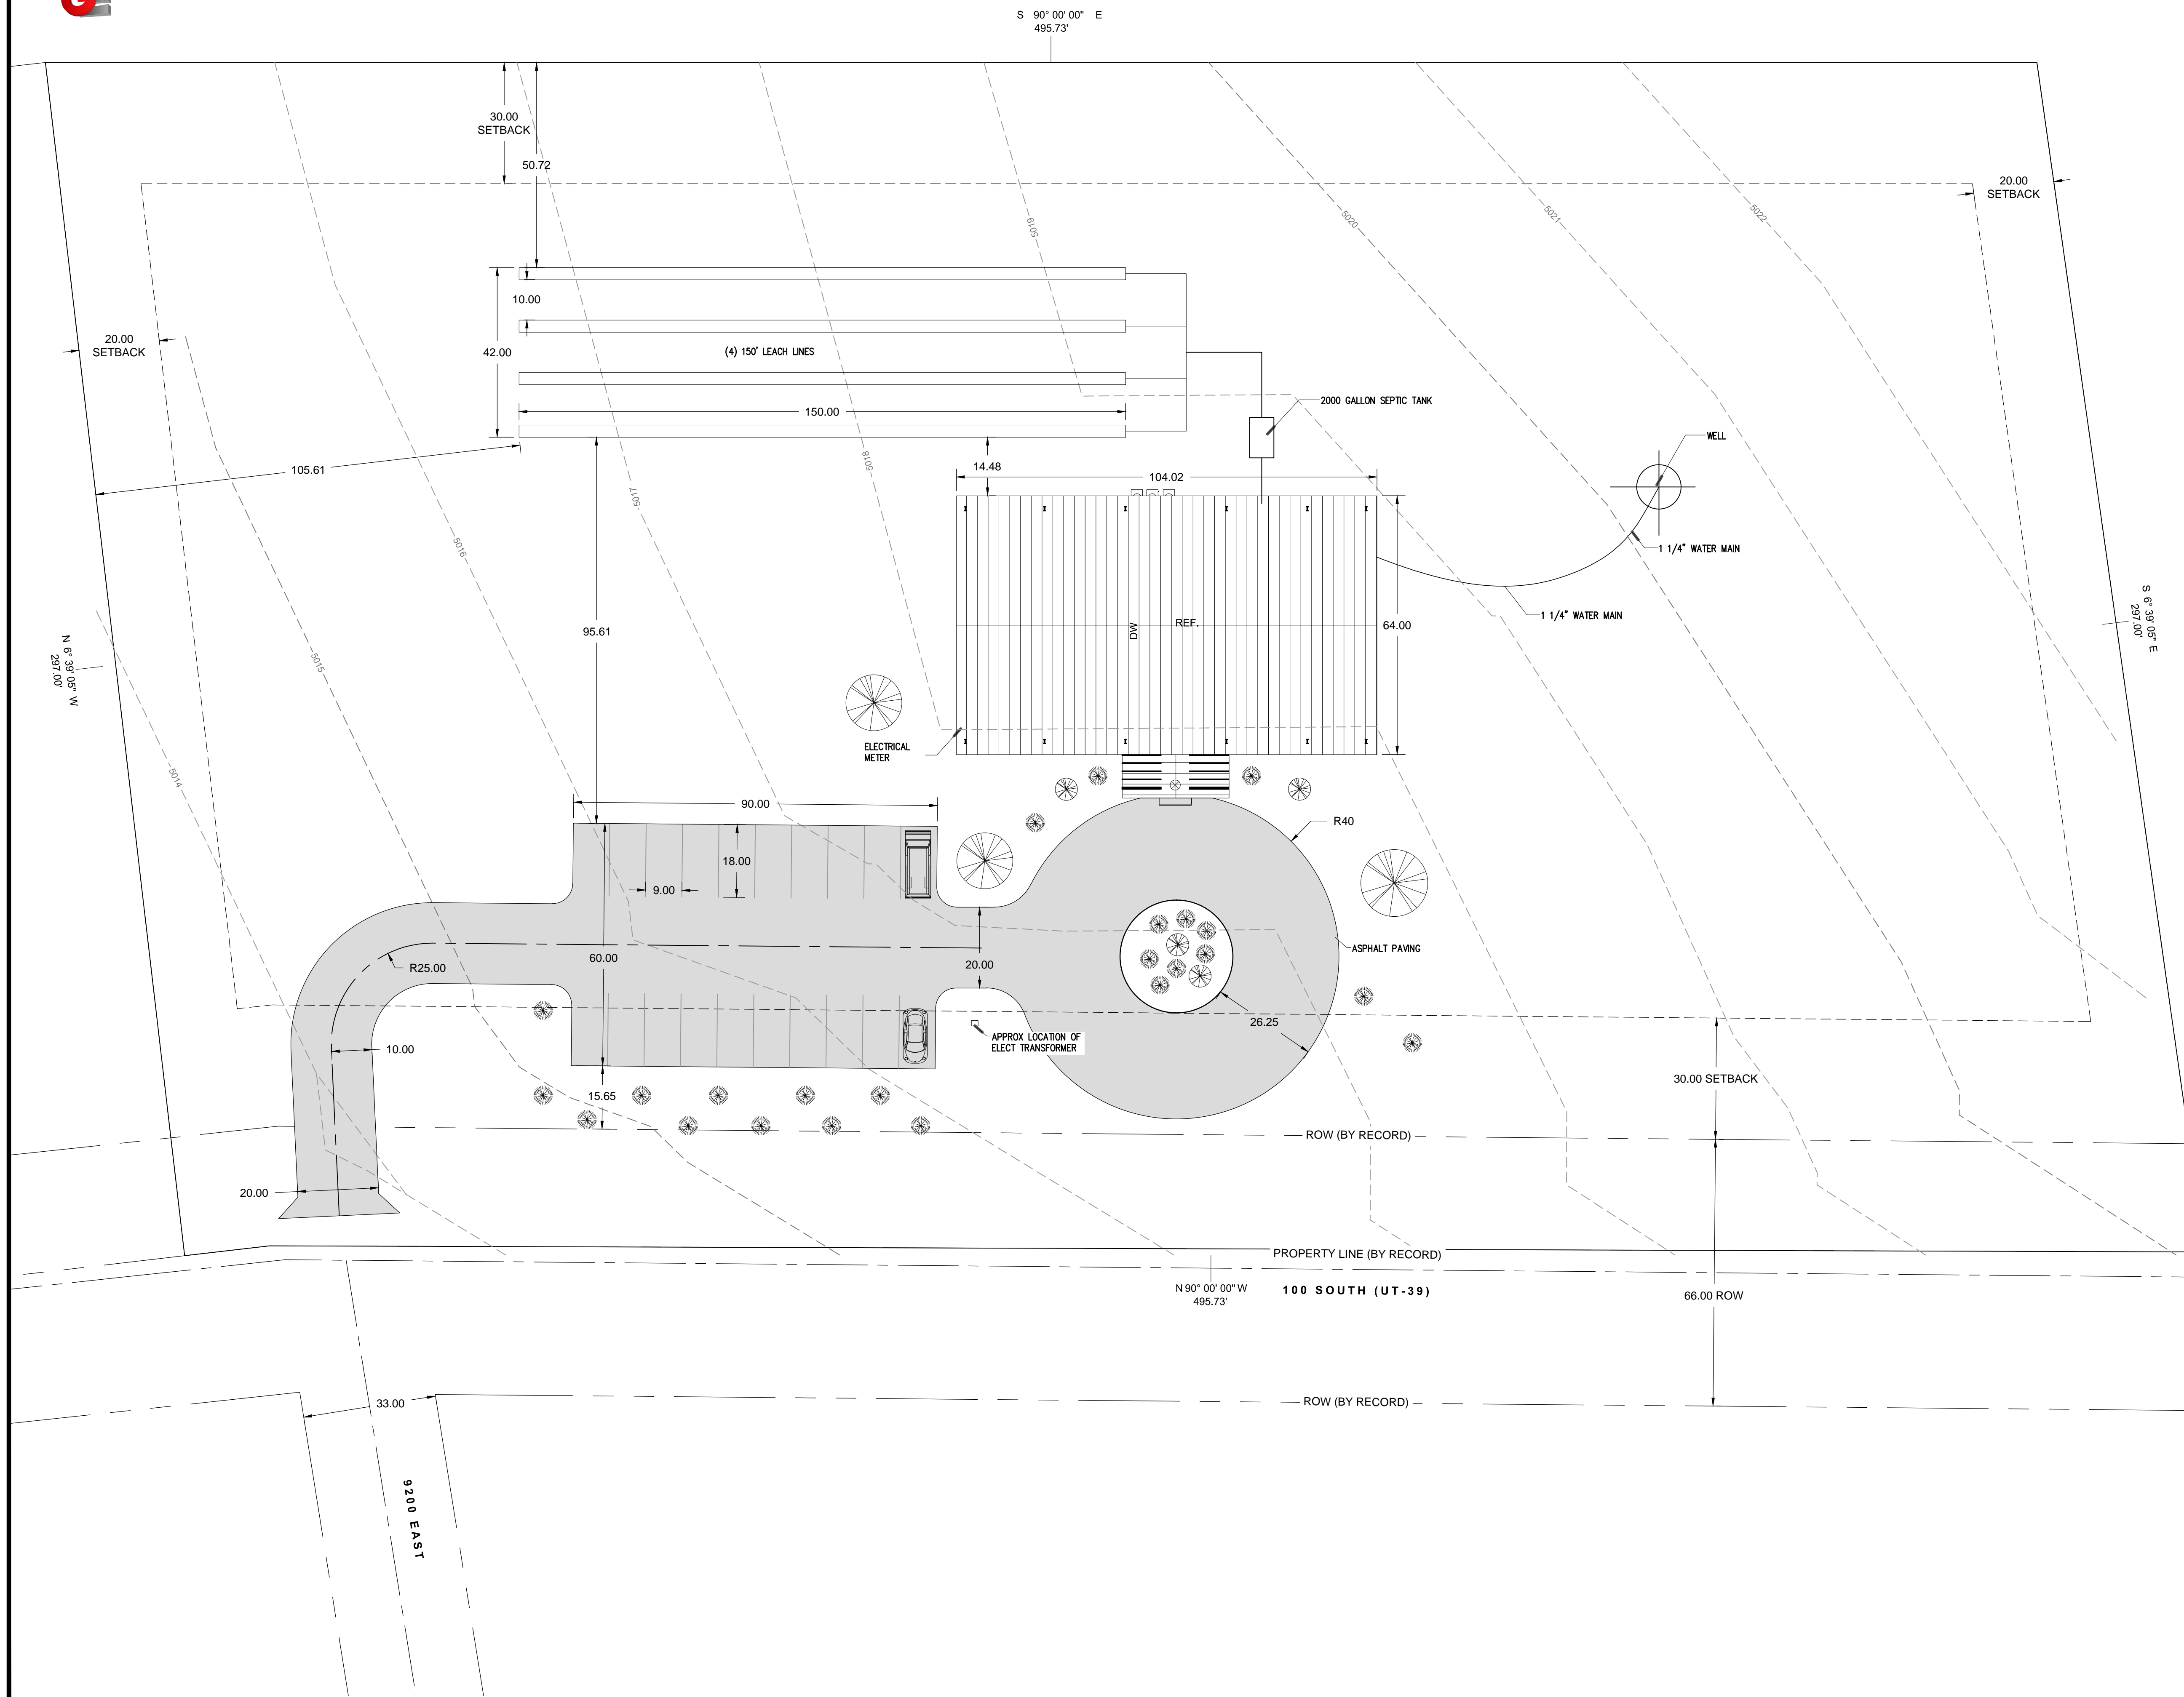 S 90° 00' 00" E
495.73'
30.00
SETBACK
50.72
20.00
SETBACK
5019
5020
5021
5022
10.00
20.00
SETBACK
42.00
(4) 150' LEACH LINES
150.00
2000 GALLON SEPTIC TANK
WELL
105.61
5018
14.48
104.02
5017
5016
1 1/4" WATER MAIN
1 1/4" WATER MAIN
S 6° 39' 05" E
297.00'
95.61
DW
REF.
64.00
N 6° 39' 05" W
297.00'
5015
ELECTRICAL
METER
5014
90.00
R40
18.00
9.00
ASPHALT PAVING
R25.00
60.00
20.00
26.25
APPROX LOCATION OF
ELECT TRANSFORMER
10.00
30.00 SETBACK
15.65
ROW (BY RECORD)
20.00
PROPERTY LINE (BY RECORD)
N 90° 00' 00" W
495.73'
100 SOUTH (UT-39)
66.00 ROW
33.00
ROW (BY RECORD)
9200 EAST